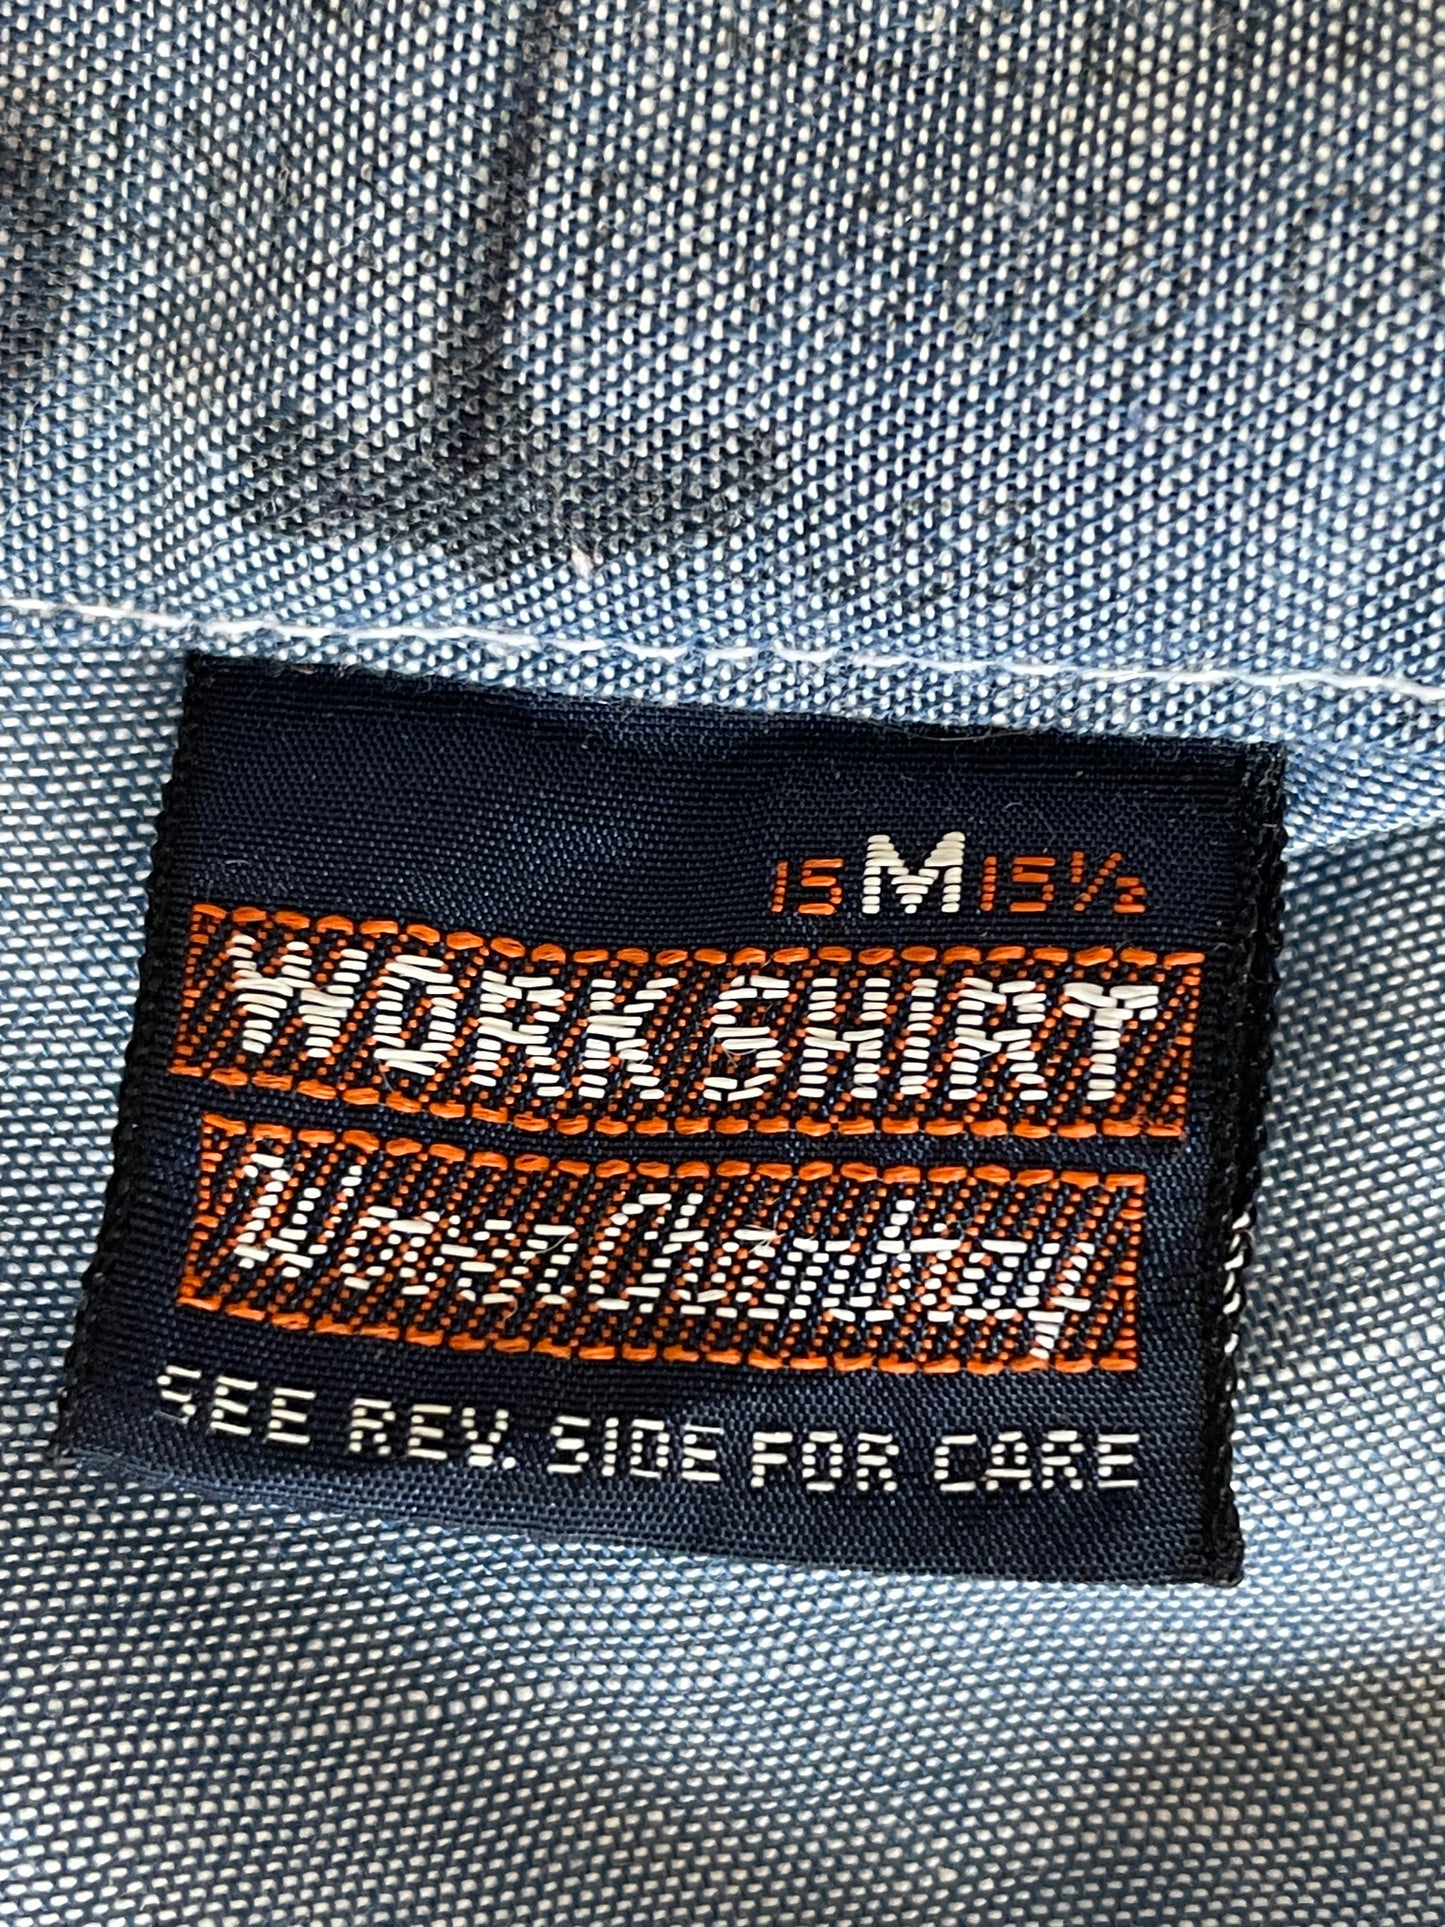 15 M 15½
WORK SHIRT
SEE REV. SIDE FOR CARE